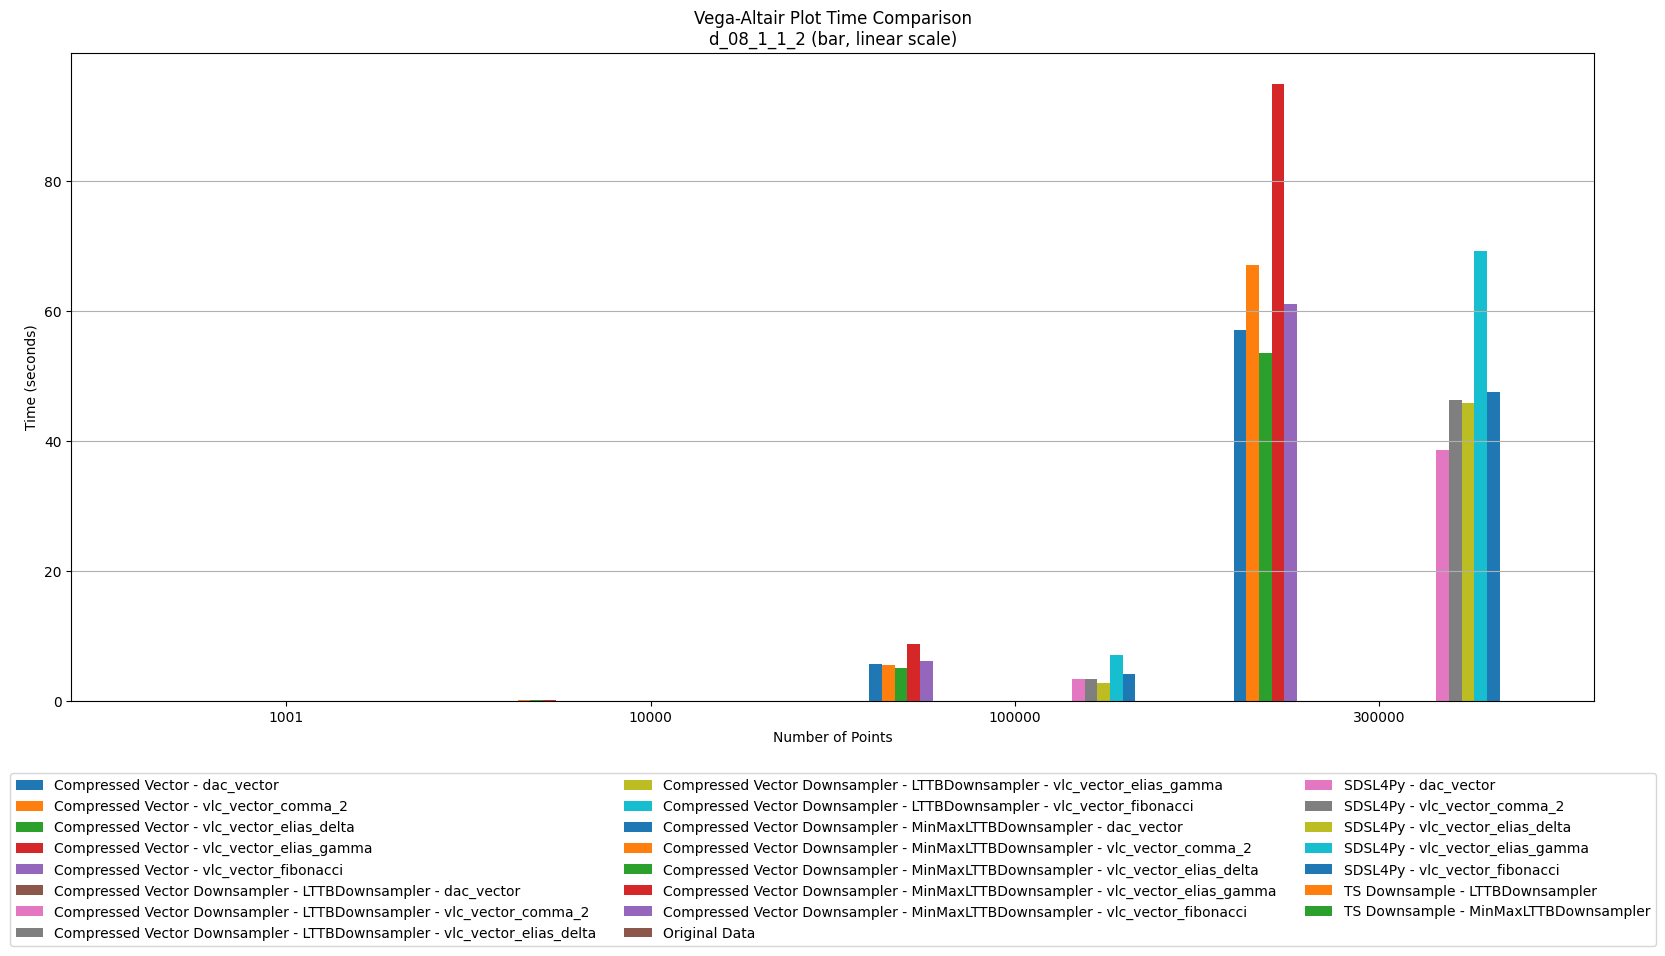 Vega-Altair Plot Time Comparison
d_08_1_1_2 (bar, linear scale)
Time (seconds)
80
60
40
20
0
1001
10000
100000
300000
Number of Points
Compressed Vector - dac_vector
Compressed Vector - vlc_vector_comma_2
Compressed Vector - vlc_vector_elias_delta
Compressed Vector - vlc_vector_elias_gamma
Compressed Vector - vlc_vector_fibonacci
Compressed Vector Downsampler - LTTBDownsampler - dac_vector
Compressed Vector Downsampler - LTTBDownsampler - vlc_vector_comma_2
Compressed Vector Downsampler - LTTBDownsampler - vlc_vector_elias_delta
Compressed Vector Downsampler - LTTBDownsampler - vlc_vector_elias_gamma
Compressed Vector Downsampler - LTTBDownsampler - vlc_vector_fibonacci
Compressed Vector Downsampler - MinMaxLTTBDownsampler - dac_vector
Compressed Vector Downsampler - MinMaxLTTBDownsampler - vlc_vector_comma_2
Compressed Vector Downsampler - MinMaxLTTBDownsampler - vlc_vector_elias_delta
Compressed Vector Downsampler - MinMaxLTTBDownsampler - vlc_vector_elias_gamma
Compressed Vector Downsampler - MinMaxLTTBDownsampler - vlc_vector_fibonacci
Original Data
SDSL4Py - dac_vector
SDSL4Py - vlc_vector_comma_2
SDSL4Py - vlc_vector_elias_delta
SDSL4Py - vlc_vector_elias_gamma
SDSL4Py - vlc_vector_fibonacci
TS Downsample - LTTBDownsampler
TS Downsample - MinMaxLTTBDownsampler